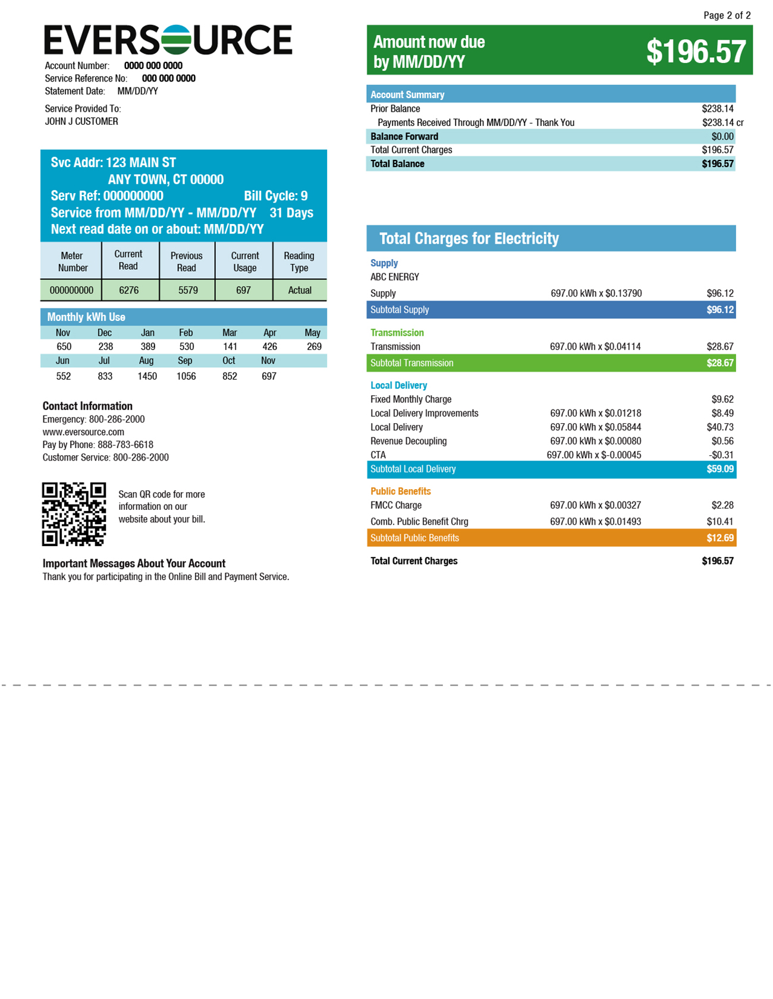 Page 2 of 2
EVERSOURCE
Account Number: 0000 000 0000
Service Reference No: 000 000 0000
Statement Date: MM/DD/YY
Service Provided To:
JOHN J CUSTOMER
Svc Addr: 123 MAIN ST
ANY TOWN, CT 00000
Serv Ref: 000000000 Bill Cycle: 9
Service from MM/DD/YY - MM/DD/YY 31 Days
Next read date on or about: MM/DD/YY
Meter Number Current Read Previous Read Current Usage Reading Type
000000000 6276 5579 697 Actual
Monthly kWh Use
Nov Dec Jan Feb Mar Apr May
650 238 389 530 141 426 269
Jun Jul Aug Sep Oct Nov
552 833 1450 1056 852 697
Contact Information
Emergency: 800-286-2000
www.eversource.com
Pay by Phone: 888-783-6618
Customer Service: 800-286-2000
Scan QR code for more
information on our
website about your bill.
Important Messages About Your Account
Thank you for participating in the Online Bill and Payment Service.
Amount now due
by MM/DD/YY
$196.57
Account Summary
Prior Balance $238.14
Payments Received Through MM/DD/YY - Thank You $238.14 cr
Balance Forward $0.00
Total Current Charges $196.57
Total Balance $196.57
Total Charges for Electricity
Supply
ABC ENERGY
Supply 697.00 kWh x $0.13790 $96.12
Subtotal Supply $96.12
Transmission
Transmission 697.00 kWh x $0.04114 $28.67
Subtotal Transmission $28.67
Local Delivery
Fixed Monthly Charge $9.62
Local Delivery Improvements 697.00 kWh x $0.01218 $8.49
Local Delivery 697.00 kWh x $0.05844 $40.73
Revenue Decoupling 697.00 kWh x $0.00080 $0.56
CTA 697.00 kWh x $-0.00045 -$0.31
Subtotal Local Delivery $59.09
Public Benefits
FMCC Charge 697.00 kWh x $0.00327 $2.28
Comb. Public Benefit Chrg 697.00 kWh x $0.01493 $10.41
Subtotal Public Benefits $12.69
Total Current Charges $196.57